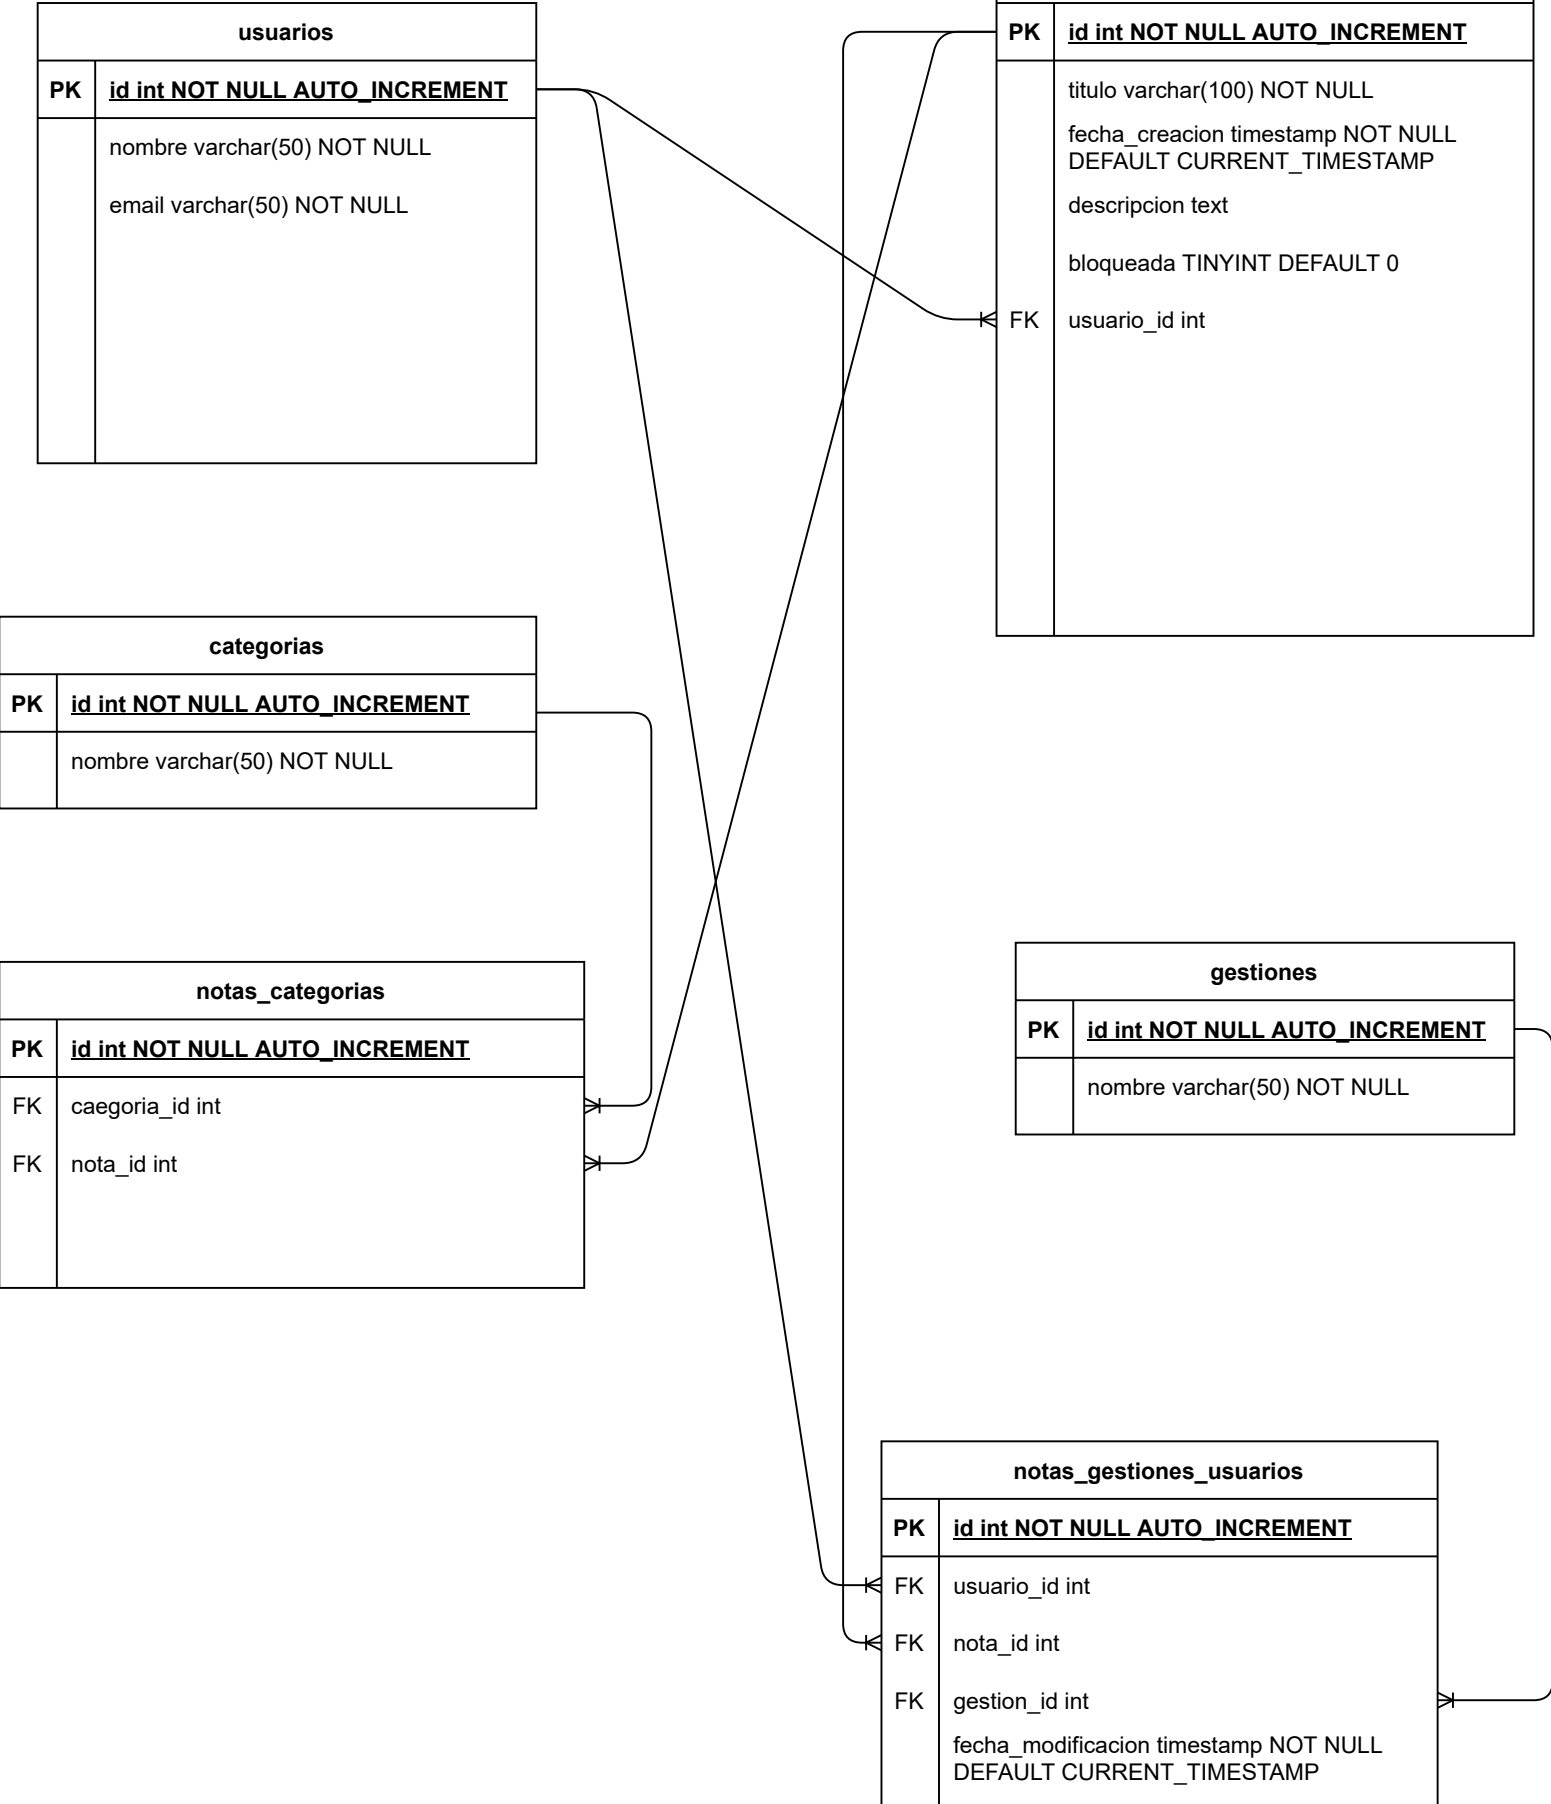 usuarios
PK id int NOT NULL AUTO_INCREMENT
nombre varchar(50) NOT NULL
email varchar(50) NOT NULL
PK id int NOT NULL AUTO_INCREMENT
titulo varchar(100) NOT NULL
fecha_creacion timestamp NOT NULL
DEFAULT CURRENT_TIMESTAMP
descripcion text
bloqueada TINYINT DEFAULT 0
FK usuario_id int
categorias
PK id int NOT NULL AUTO_INCREMENT
nombre varchar(50) NOT NULL
notas_categorias
PK id int NOT NULL AUTO_INCREMENT
FK caegoria_id int
FK nota_id int
gestiones
PK id int NOT NULL AUTO_INCREMENT
nombre varchar(50) NOT NULL
notas_gestiones_usuarios
PK id int NOT NULL AUTO_INCREMENT
FK usuario_id int
FK nota_id int
FK gestion_id int
fecha_modificacion timestamp NOT NULL
DEFAULT CURRENT_TIMESTAMP